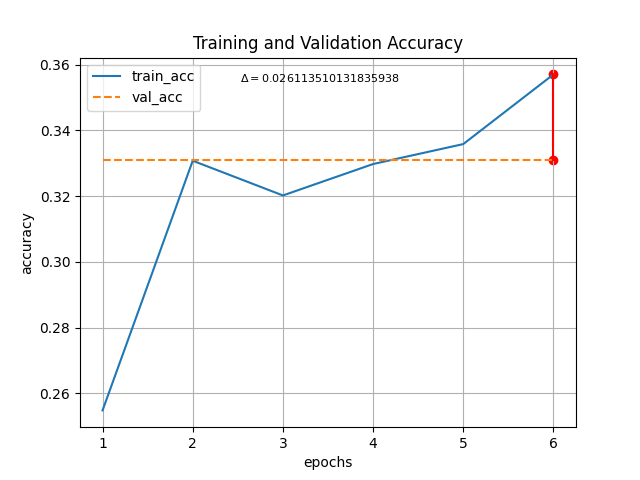 Training and Validation Accuracy
train_acc
val_acc
Δ = 0.026113510131835938
0.36
0.34
0.32
0.30
0.28
0.26
accuracy
1 2 3 4 5 6
epochs